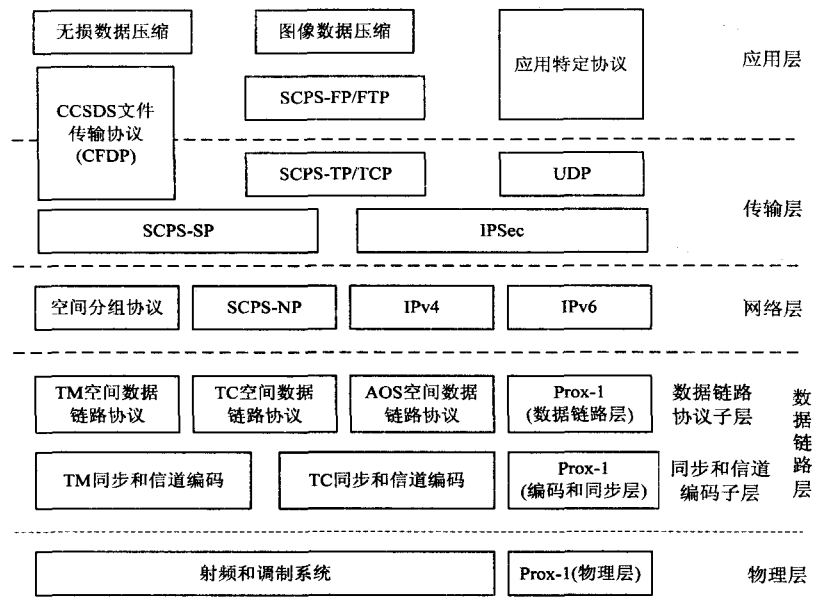 无损数据压缩
图像数据压缩
应用特定协议
应用层
SCPS-FP/FTP
CCSDS文件
传输协议
(CFDP)
SCPS-TP/TCP
UDP
传输层
SCPS-SP
IPSec
空间分组协议
SCPS-NP
IPv4
IPv6
网络层
TM空间数据
链路协议
TC空间数据
链路协议
AOS空间数据
链路协议
Prox-1
(数据链路层)
数据链路
协议子层
数据链路层
TM同步和信道编码
TC同步和信道编码
Prox-1
(编码和同步层)
同步和信道
编码子层
射频和调制系统
Prox-1(物理层)
物理层